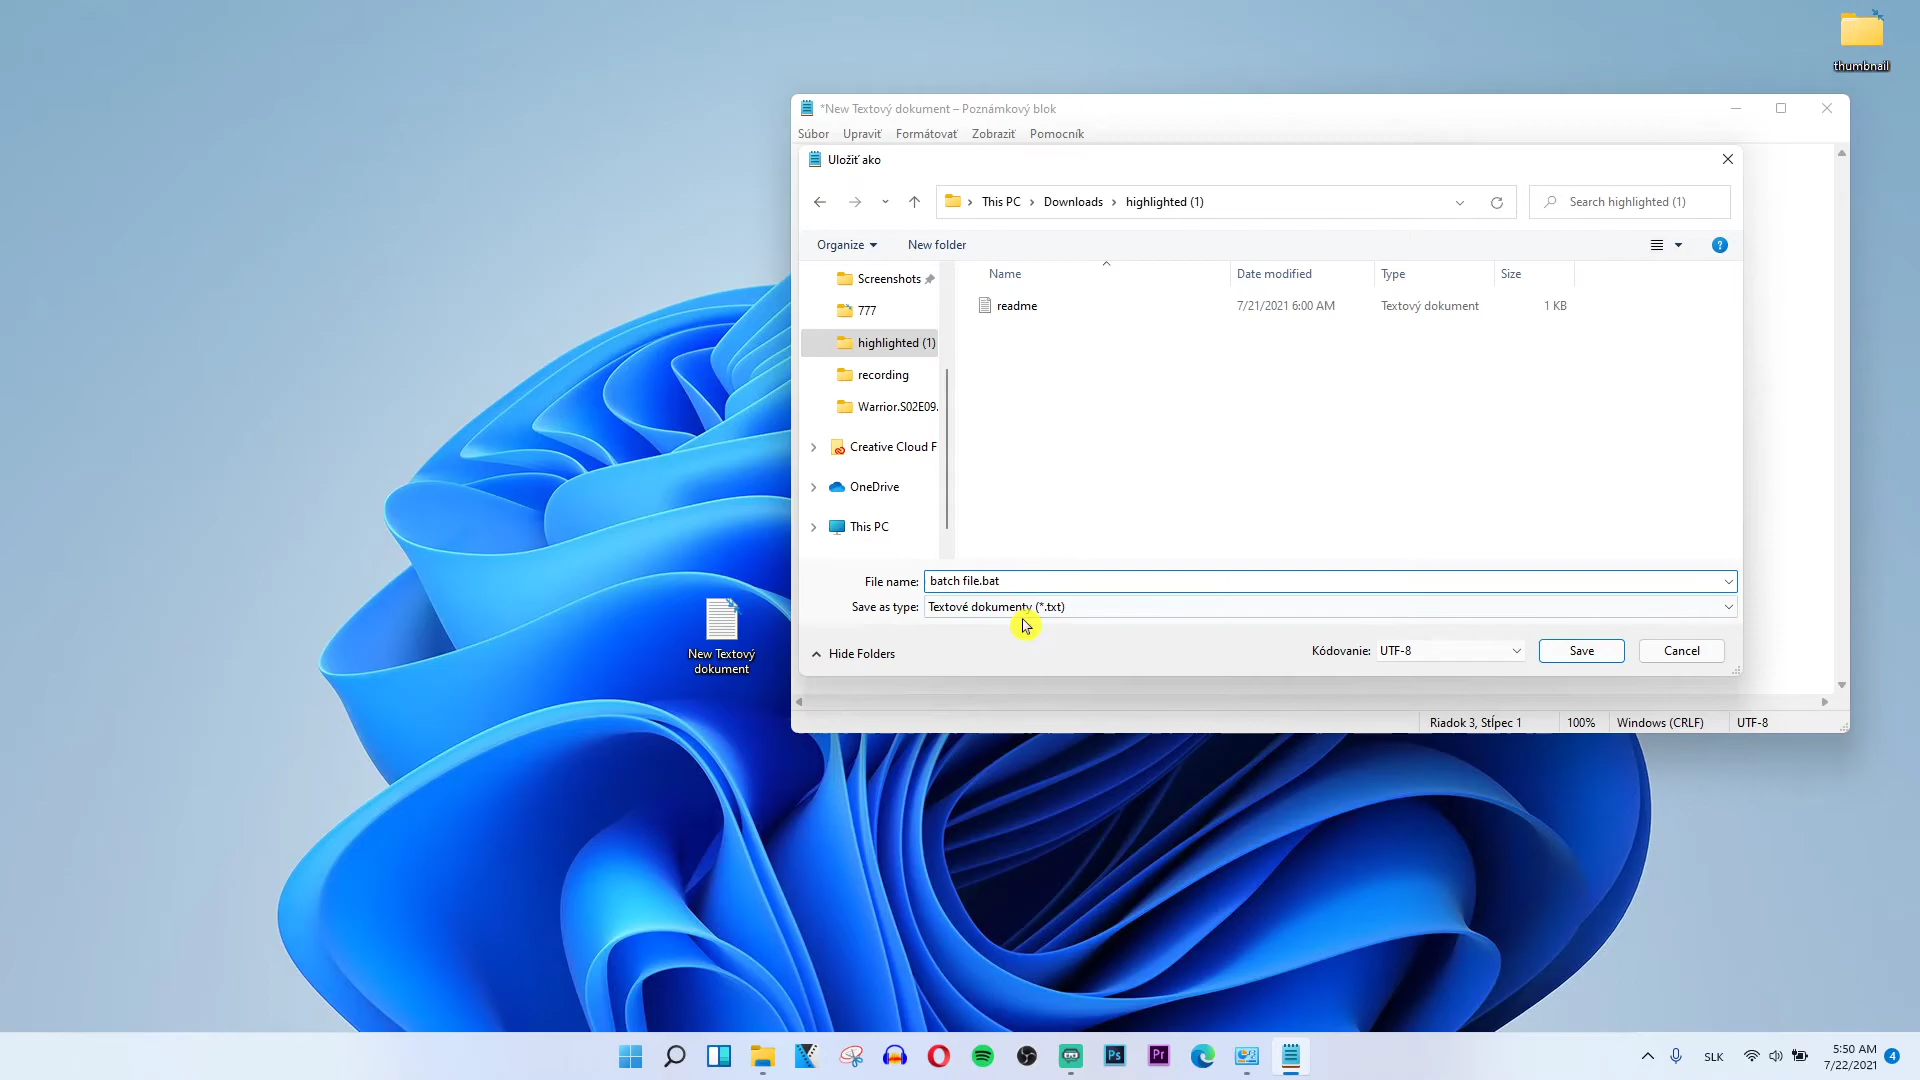 thumbnail
*New Textový dokument – Poznámkový blok
Súbor Upraviť Formátovať Zobraziť Pomocník
Uložiť ako
This PC > Downloads > highlighted (1)
Search highlighted (1)
Organize
New folder
Name Date modified Type Size
readme 7/21/2021 6:00 AM Textový dokument 1 KB
Screenshots
777
highlighted (1)
recording
Warrior.S02E09.
Creative Cloud F
OneDrive
This PC
File name: batch file.bat
Save as type: Textové dokumenty (*.txt)
Hide Folders
Kódovanie: UTF-8
Save
Cancel
Riadok 3, Stĺpec 1 100% Windows (CRLF) UTF-8
New Textový
dokument
Ps
Pr
SLK
5:50 AM
7/22/2021
4